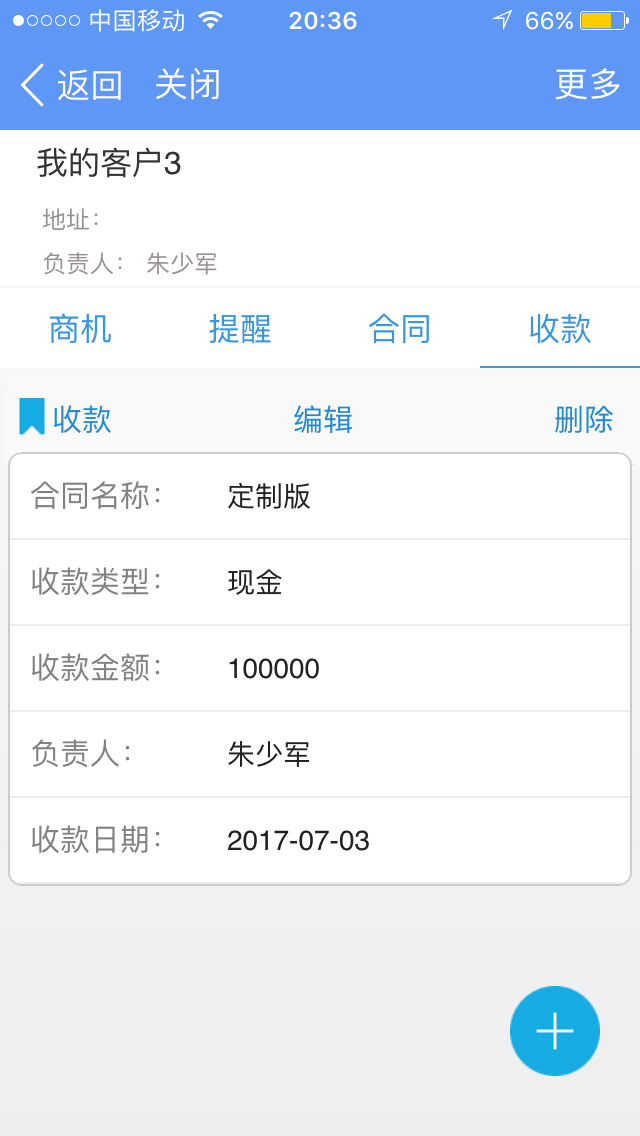 中国移动 20:36 66%
返回 关闭 更多
我的客户3
地址：
负责人： 朱少军
商机 提醒 合同 收款
收款 编辑 删除
合同名称： 定制版
收款类型： 现金
收款金额： 100000
负责人： 朱少军
收款日期： 2017-07-03